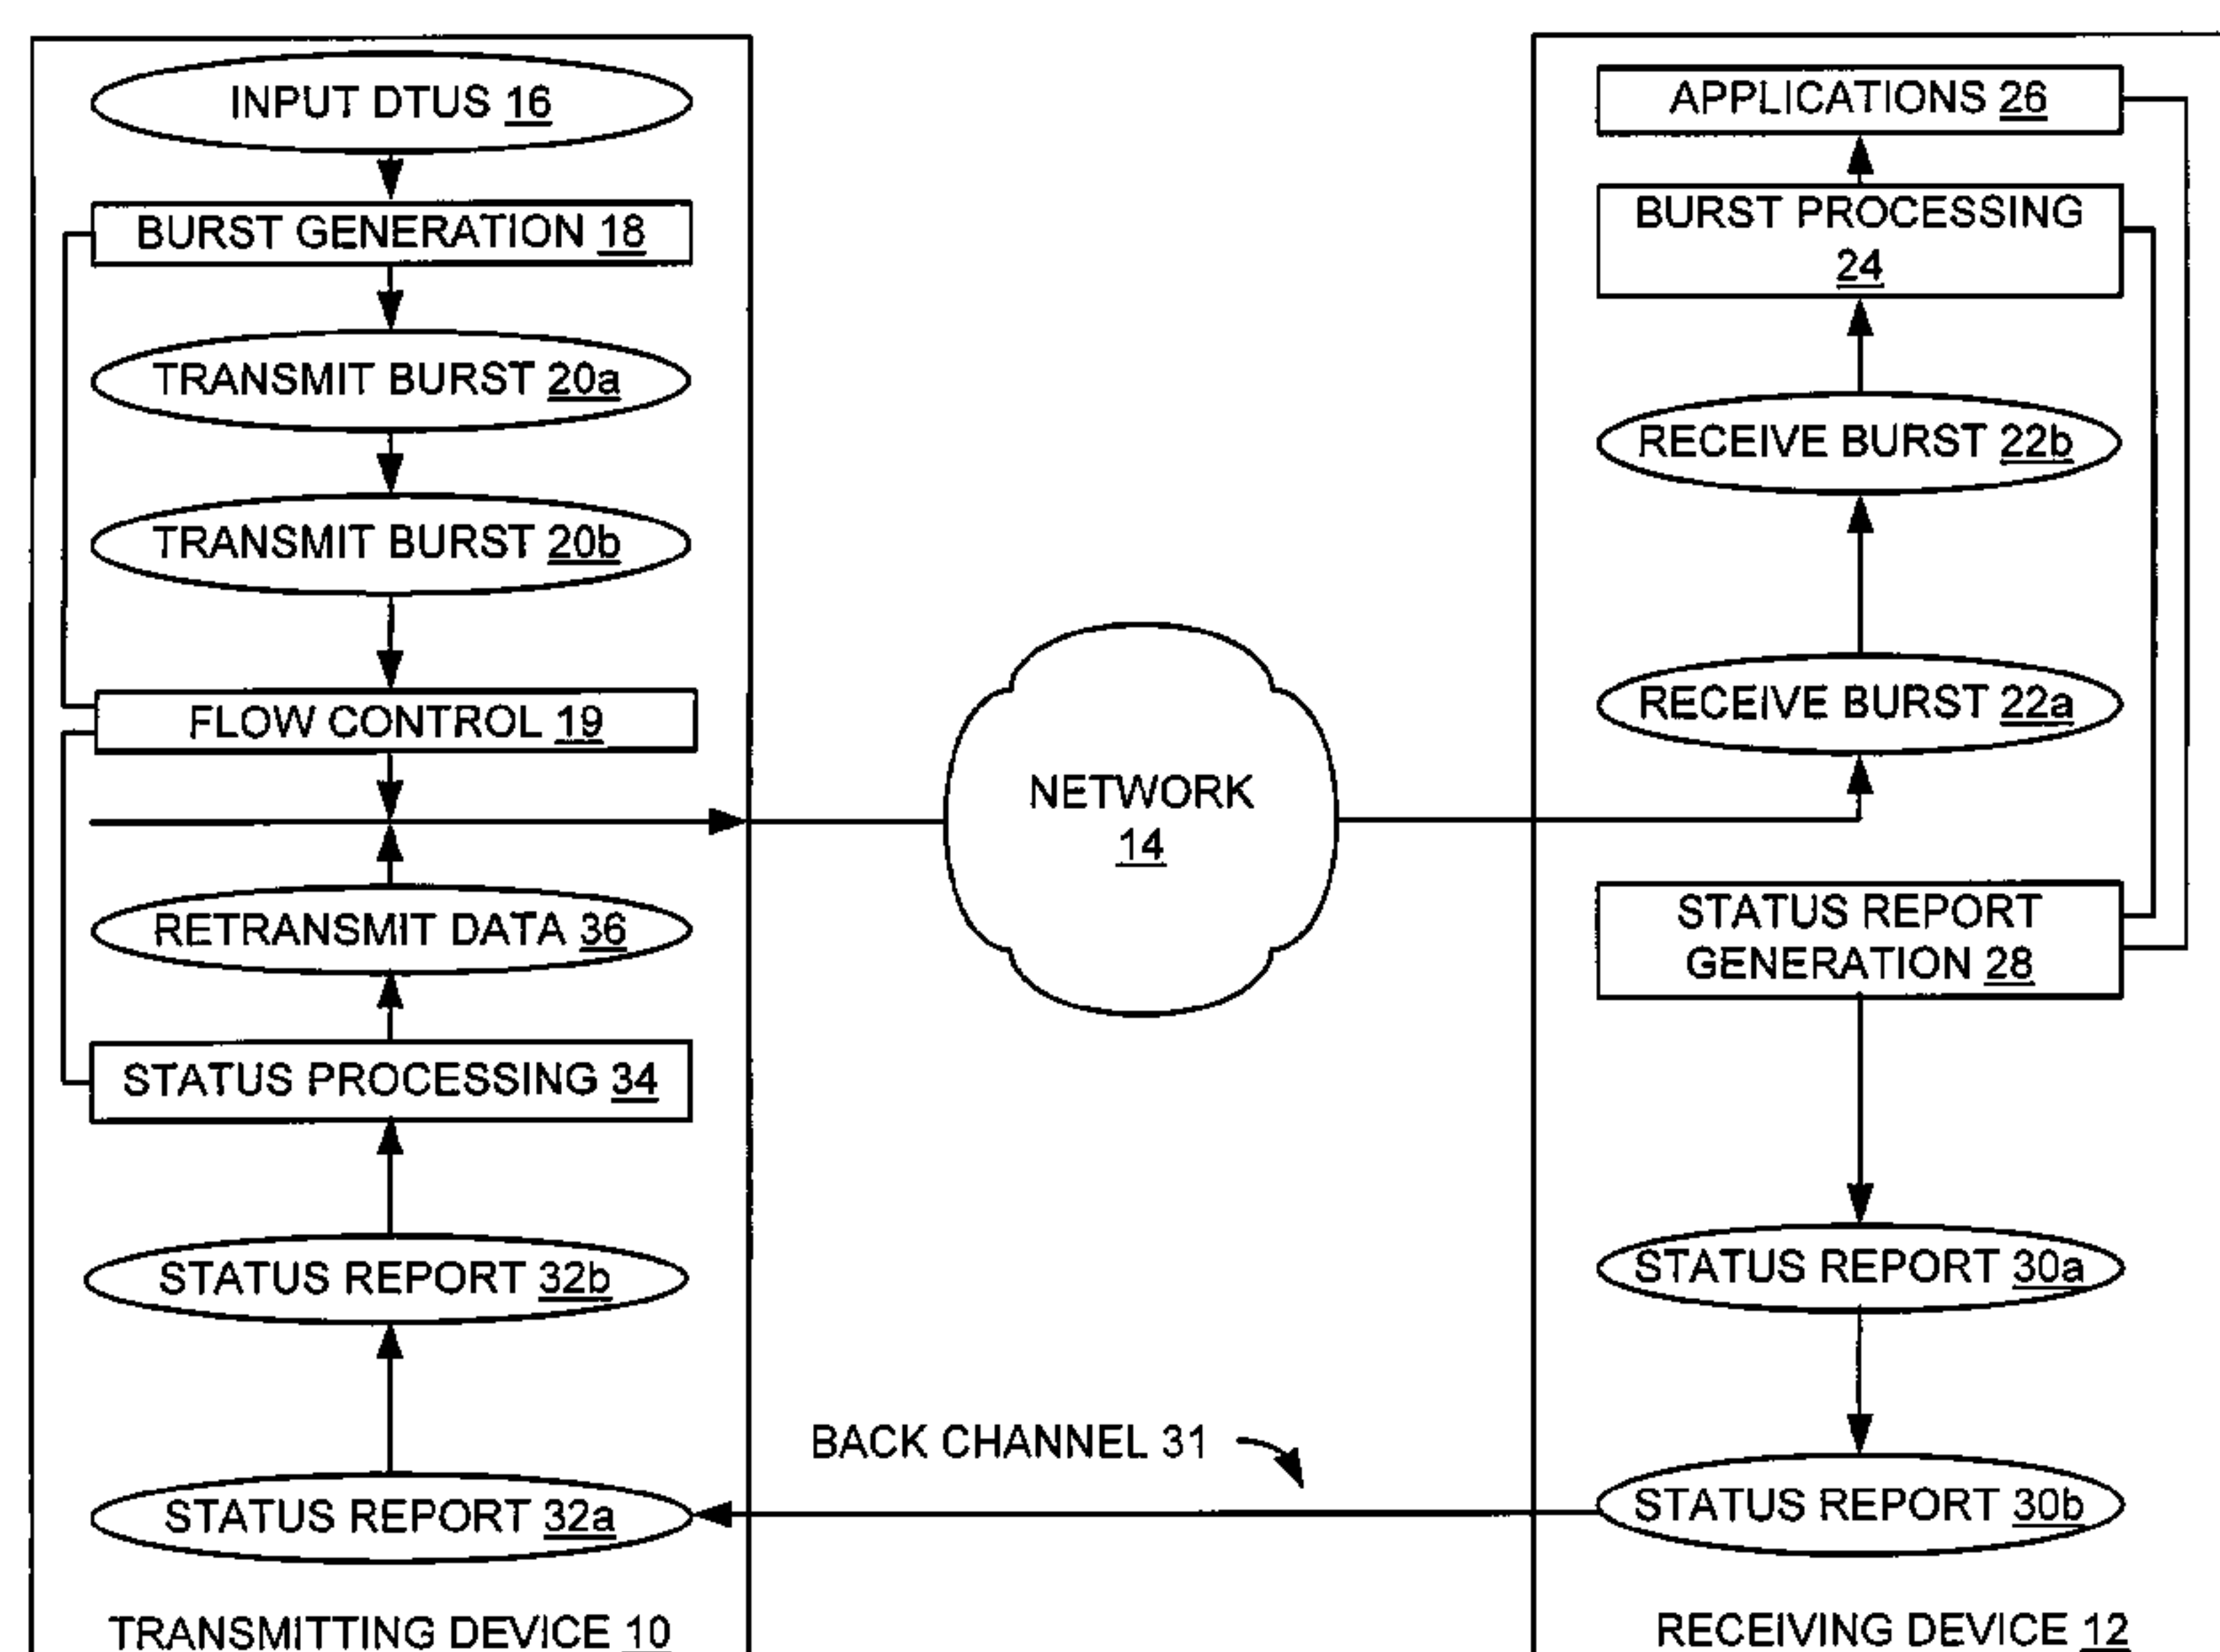 INPUT DTUS 16
BURST GENERATION 18
TRANSMIT BURST 20a
TRANSMIT BURST 20b
FLOW CONTROL 19
RETRANSMIT DATA 36
STATUS PROCESSING 34
STATUS REPORT 32b
STATUS REPORT 32a
TRANSMITTING DEVICE 10
NETWORK
14
BACK CHANNEL 31
APPLICATIONS 26
BURST PROCESSING
24
RECEIVE BURST 22b
RECEIVE BURST 22a
STATUS REPORT
GENERATION 28
STATUS REPORT 30a
STATUS REPORT 30b
RECEIVING DEVICE 12